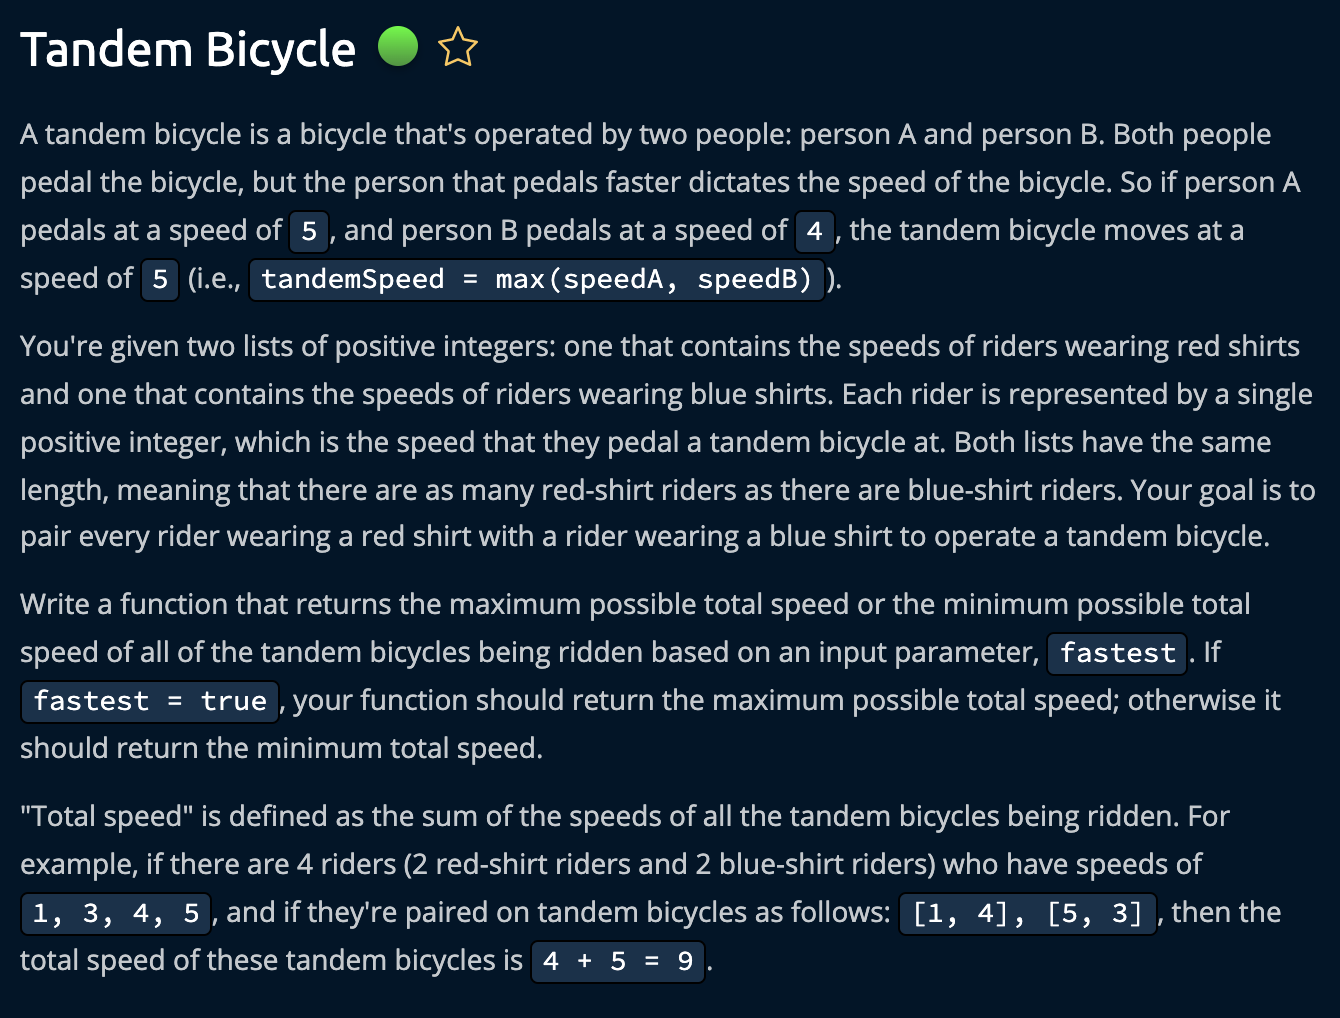 Tandem Bicycle
A tandem bicycle is a bicycle that's operated by two people: person A and person B. Both people
pedal the bicycle, but the person that pedals faster dictates the speed of the bicycle. So if person A
pedals at a speed of 5, and person B pedals at a speed of 4, the tandem bicycle moves at a
speed of 5 (i.e., tandemSpeed = max(speedA, speedB)).
You're given two lists of positive integers: one that contains the speeds of riders wearing red shirts
and one that contains the speeds of riders wearing blue shirts. Each rider is represented by a single
positive integer, which is the speed that they pedal a tandem bicycle at. Both lists have the same
length, meaning that there are as many red-shirt riders as there are blue-shirt riders. Your goal is to
pair every rider wearing a red shirt with a rider wearing a blue shirt to operate a tandem bicycle.
Write a function that returns the maximum possible total speed or the minimum possible total
speed of all of the tandem bicycles being ridden based on an input parameter, fastest. If
fastest = true, your function should return the maximum possible total speed; otherwise it
should return the minimum total speed.
"Total speed" is defined as the sum of the speeds of all the tandem bicycles being ridden. For
example, if there are 4 riders (2 red-shirt riders and 2 blue-shirt riders) who have speeds of
1, 3, 4, 5, and if they're paired on tandem bicycles as follows: [1, 4], [5, 3], then the
total speed of these tandem bicycles is 4 + 5 = 9.